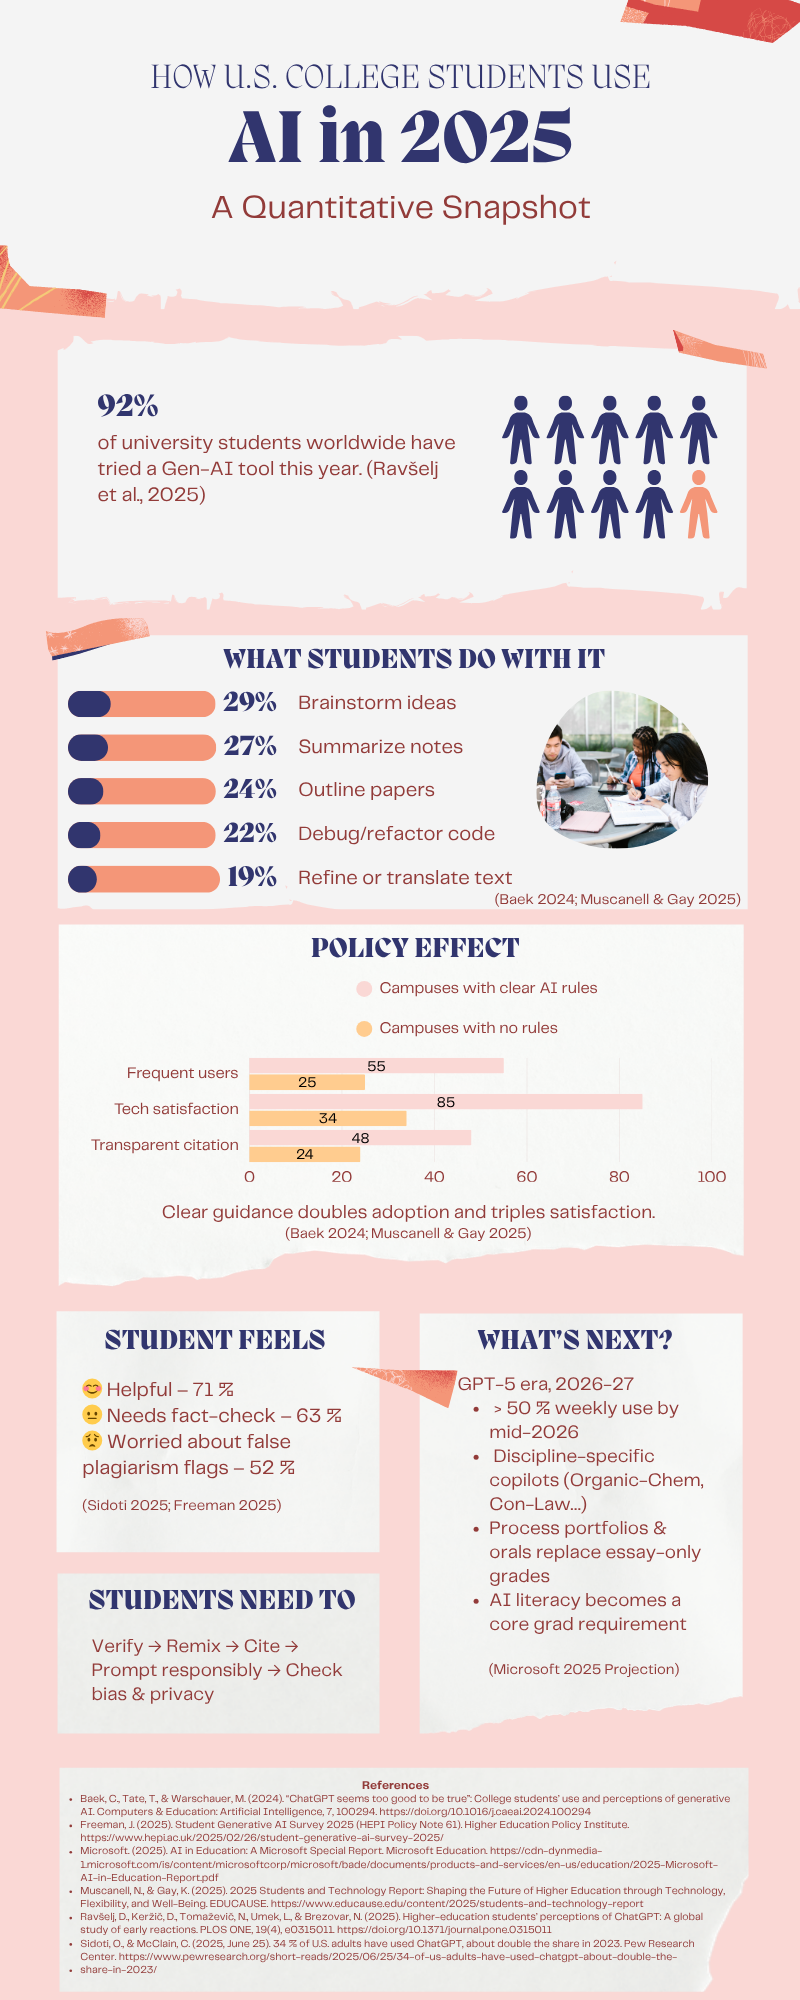 HOW U.S. COLLEGE STUDENTS USE
AI in 2025
A Quantitative Snapshot
92%
of university students worldwide have
tried a Gen-AI tool this year. (Ravšelj
et al., 2025)
WHAT STUDENTS DO WITH IT
29% Brainstorm ideas
27% Summarize notes
24% Outline papers
22% Debug/refactor code
19% Refine or translate text
(Baek 2024; Muscanell & Gay 2025)
POLICY EFFECT
Campuses with clear AI rules
Campuses with no rules
Frequent users 55
25
Tech satisfaction 85
34
Transparent citation 48
24
0 20 40 60 80 100
Clear guidance doubles adoption and triples satisfaction.
(Baek 2024; Muscanell & Gay 2025)
STUDENT FEELS
😊 Helpful – 71 %
😐 Needs fact-check – 63 %
😟 Worried about false
plagiarism flags – 52 %
(Sidoti 2025; Freeman 2025)
STUDENTS NEED TO
Verify → Remix → Cite →
Prompt responsibly → Check
bias & privacy
WHAT'S NEXT?
GPT-5 era, 2026-27
• > 50 % weekly use by
mid-2026
• Discipline-specific
copilots (Organic-Chem,
Con-Law…)
• Process portfolios &
orals replace essay-only
grades
• AI literacy becomes a
core grad requirement
(Microsoft 2025 Projection)
References
• Baek, C., Tate, T., & Warschauer, M. (2024). "ChatGPT seems too good to be true": College students' use and perceptions of generative
AI. Computers & Education: Artificial Intelligence, 7, 100294. https://doi.org/10.1016/j.caeai.2024.100294
• Freeman, J. (2025). Student Generative AI Survey 2025 (HEPI Policy Note 61). Higher Education Policy Institute.
https://www.hepi.ac.uk/2025/02/26/student-generative-ai-survey-2025/
• Microsoft. (2025). AI in Education: A Microsoft Special Report. Microsoft Education. https://cdn-dynmedia-
1.microsoft.com/is/content/microsoftcorp/microsoft/bade/documents/products-and-services/en-us/education/2025-Microsoft-
AI-in-Education-Report.pdf
• Muscanell, N., & Gay, K. (2025). 2025 Students and Technology Report: Shaping the Future of Higher Education through Technology,
Flexibility, and Well-Being. EDUCAUSE. https://www.educause.edu/content/2025/students-and-technology-report
• Ravšelj, D., Keržič, D., Tomaževič, N., Umek, L., & Brezovar, N. (2025). Higher-education students' perceptions of ChatGPT: A global
study of early reactions. PLOS ONE, 19(4), e0315011. https://doi.org/10.1371/journal.pone.0315011
• Sidoti, O., & McClain, C. (2025, June 25). 34 % of U.S. adults have used ChatGPT, about double the share in 2023. Pew Research
Center. https://www.pewresearch.org/short-reads/2025/06/25/34-of-us-adults-have-used-chatgpt-about-double-the-
• share-in-2023/